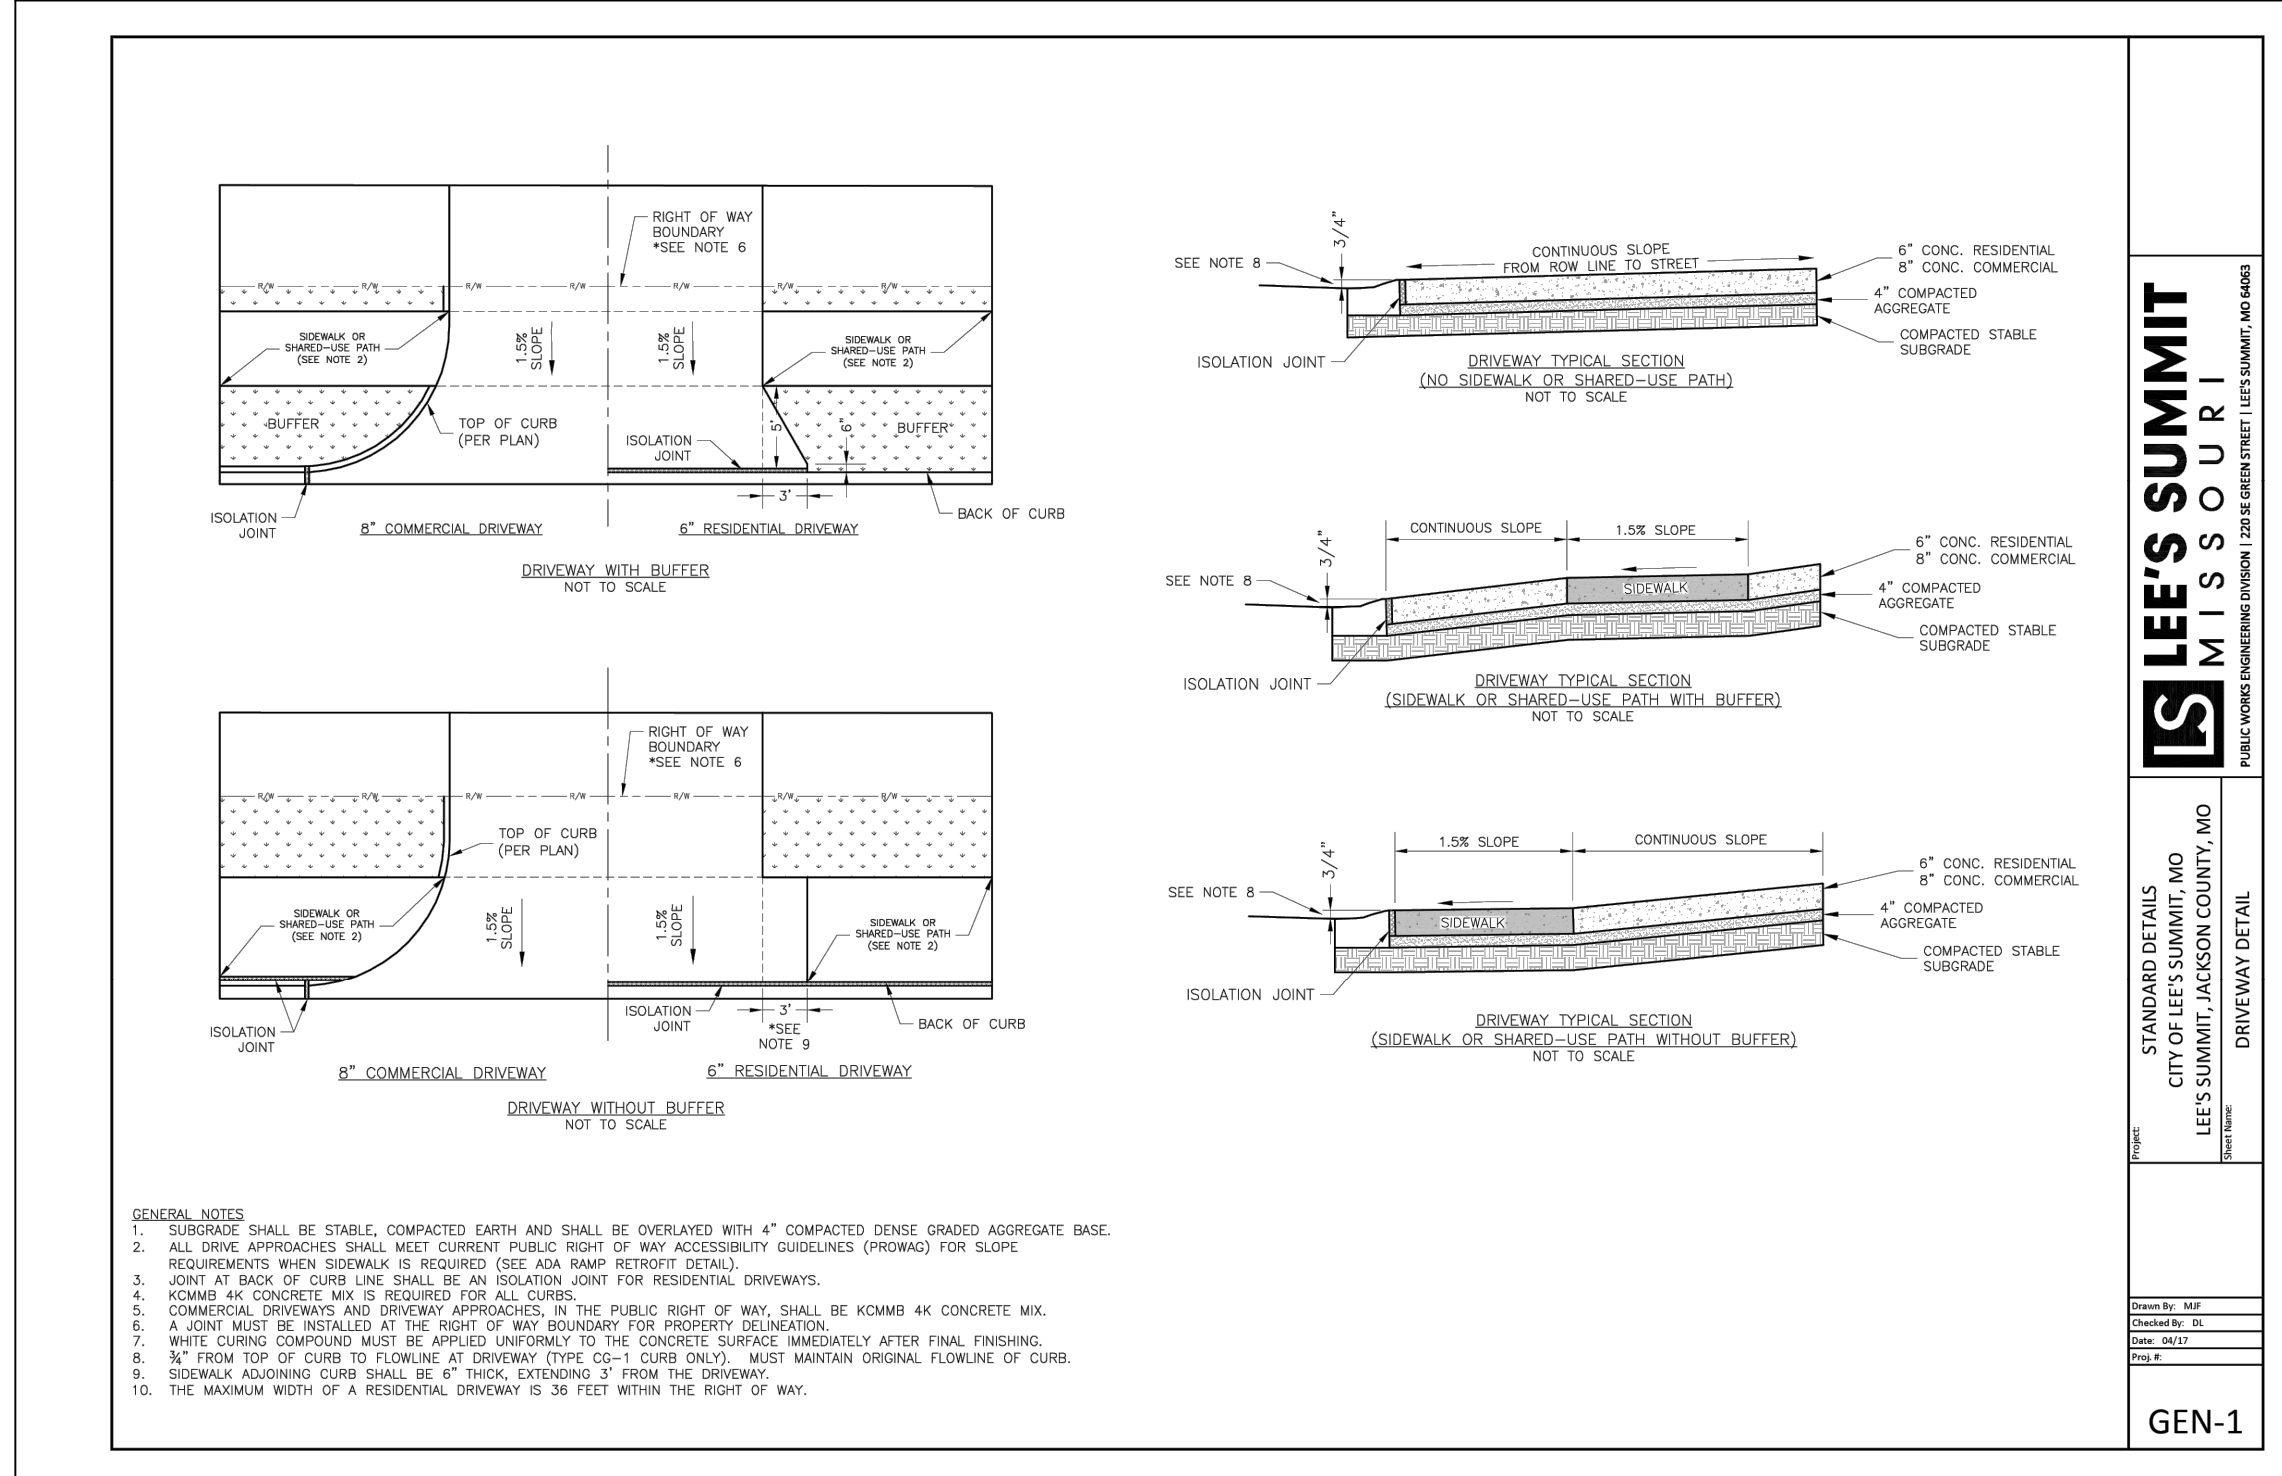 RIGHT OF WAY
BOUNDARY
*SEE NOTE 6
R/W R/W R/W R/W R/W R/W R/W
SIDEWALK OR
SHARED-USE PATH
(SEE NOTE 2)
1.5%
SLOPE
1.5%
SLOPE
SIDEWALK OR
SHARED-USE PATH
(SEE NOTE 2)
BUFFER
TOP OF CURB
(PER PLAN)
ISOLATION
JOINT
5'
6"
BUFFER
3'
BACK OF CURB
ISOLATION
JOINT
8" COMMERCIAL DRIVEWAY
6" RESIDENTIAL DRIVEWAY
DRIVEWAY WITH BUFFER
NOT TO SCALE
RIGHT OF WAY
BOUNDARY
*SEE NOTE 6
R/W R/W R/W R/W R/W R/W R/W
TOP OF CURB
(PER PLAN)
SIDEWALK OR
SHARED-USE PATH
(SEE NOTE 2)
1.5%
SLOPE
1.5%
SLOPE
SIDEWALK OR
SHARED-USE PATH
(SEE NOTE 2)
ISOLATION
JOINT
ISOLATION
JOINT
3'
*SEE
NOTE 9
BACK OF CURB
8" COMMERCIAL DRIVEWAY
6" RESIDENTIAL DRIVEWAY
DRIVEWAY WITHOUT BUFFER
NOT TO SCALE
3/4"
SEE NOTE 8
CONTINUOUS SLOPE
FROM ROW LINE TO STREET
6" CONC. RESIDENTIAL
8" CONC. COMMERCIAL
4" COMPACTED
AGGREGATE
COMPACTED STABLE
SUBGRADE
ISOLATION JOINT
DRIVEWAY TYPICAL SECTION
(NO SIDEWALK OR SHARED-USE PATH)
NOT TO SCALE
3/4"
SEE NOTE 8
CONTINUOUS SLOPE
1.5% SLOPE
SIDEWALK
6" CONC. RESIDENTIAL
8" CONC. COMMERCIAL
4" COMPACTED
AGGREGATE
COMPACTED STABLE
SUBGRADE
ISOLATION JOINT
DRIVEWAY TYPICAL SECTION
(SIDEWALK OR SHARED-USE PATH WITH BUFFER)
NOT TO SCALE
3/4"
SEE NOTE 8
1.5% SLOPE
CONTINUOUS SLOPE
SIDEWALK
6" CONC. RESIDENTIAL
8" CONC. COMMERCIAL
4" COMPACTED
AGGREGATE
COMPACTED STABLE
SUBGRADE
ISOLATION JOINT
DRIVEWAY TYPICAL SECTION
(SIDEWALK OR SHARED-USE PATH WITHOUT BUFFER)
NOT TO SCALE
GENERAL NOTES
1. SUBGRADE SHALL BE STABLE, COMPACTED EARTH AND SHALL BE OVERLAYED WITH 4" COMPACTED DENSE GRADED AGGREGATE BASE.
2. ALL DRIVE APPROACHES SHALL MEET CURRENT PUBLIC RIGHT OF WAY ACCESSIBILITY GUIDELINES (PROWAG) FOR SLOPE
REQUIREMENTS WHEN SIDEWALK IS REQUIRED (SEE ADA RAMP RETROFIT DETAIL).
3. JOINT AT BACK OF CURB LINE SHALL BE AN ISOLATION JOINT FOR RESIDENTIAL DRIVEWAYS.
4. KCMMB 4K CONCRETE MIX IS REQUIRED FOR ALL CURBS.
5. COMMERCIAL DRIVEWAYS AND DRIVEWAY APPROACHES, IN THE PUBLIC RIGHT OF WAY, SHALL BE KCMMB 4K CONCRETE MIX.
6. A JOINT MUST BE INSTALLED AT THE RIGHT OF WAY BOUNDARY FOR PROPERTY DELINEATION.
7. WHITE CURING COMPOUND MUST BE APPLIED UNIFORMLY TO THE CONCRETE SURFACE IMMEDIATELY AFTER FINAL FINISHING.
8. ¾" FROM TOP OF CURB TO FLOWLINE AT DRIVEWAY (TYPE CG-1 CURB ONLY). MUST MAINTAIN ORIGINAL FLOWLINE OF CURB.
9. SIDEWALK ADJOINING CURB SHALL BE 6" THICK, EXTENDING 3' FROM THE DRIVEWAY.
10. THE MAXIMUM WIDTH OF A RESIDENTIAL DRIVEWAY IS 36 FEET WITHIN THE RIGHT OF WAY.
LS
LEE'S SUMMIT
MISSOURI
PUBLIC WORKS ENGINEERING DIVISION | 220 SE GREEN STREET | LEE'S SUMMIT, MO 64063
Project:
STANDARD DETAILS
CITY OF LEE'S SUMMIT, MO
LEE'S SUMMIT, JACKSON COUNTY, MO
Sheet Name:
DRIVEWAY DETAIL
Drawn By: MJF
Checked By: DL
Date: 04/17
Proj. #:
GEN-1